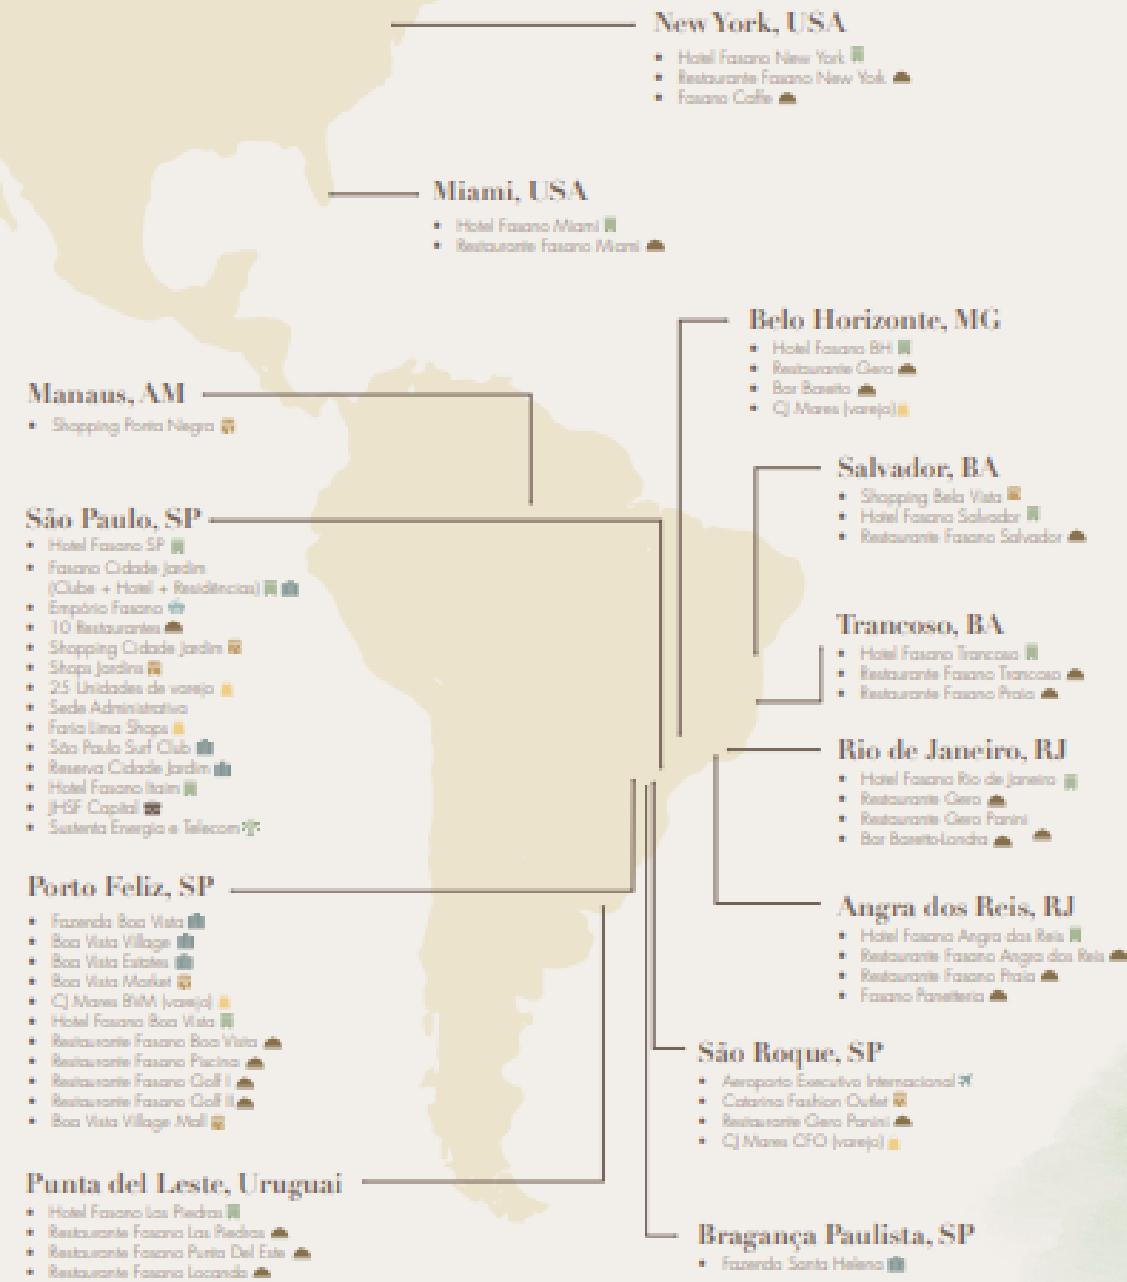 New York, USA
• Hotel Fasano New York
• Restaurante Fasano New York
• Fasano Caffe
Miami, USA
• Hotel Fasano Miami
• Restaurante Fasano Miami
Belo Horizonte, MG
• Hotel Fasano BH
• Restaurante Gero
• Bar Baretto
• CJ Mares (varejo)
Manaus, AM
• Shopping Ponta Negra
Salvador, BA
• Shopping Bela Vista
• Hotel Fasano Salvador
• Restaurante Fasano Salvador
São Paulo, SP
• Hotel Fasano SP
• Fasano Cidade Jardim
(Clube + Hotel + Residências)
• Empório Fasano
• 10 Restaurantes
• Shopping Cidade Jardim
• Shops Jardins
• 25 Unidades de varejo
• Sede Administrativa
• Faria Lima Shops
• São Paulo Surf Club
• Reserva Cidade Jardim
• Hotel Fasano Itaim
• JHSF Capital
• Sustenta Energia e Telecom
Trancoso, BA
• Hotel Fasano Trancoso
• Restaurante Fasano Trancoso
• Restaurante Fasano Praia
Rio de Janeiro, RJ
• Hotel Fasano Rio de Janeiro
• Restaurante Gero
• Restaurante Gero Panini
• Bar Baretto-Londra
Porto Feliz, SP
• Fazenda Boa Vista
• Boa Vista Village
• Boa Vista Estates
• Boa Vista Market
• CJ Mares BVM (varejo)
• Hotel Fasano Boa Vista
• Restaurante Fasano Boa Vista
• Restaurante Fasano Piscina
• Restaurante Fasano Golf I
• Restaurante Fasano Golf II
• Boa Vista Village Mall
Angra dos Reis, RJ
• Hotel Fasano Angra dos Reis
• Restaurante Fasano Angra dos Reis
• Restaurante Fasano Praia
• Fasano Panetteria
São Roque, SP
• Aeroporto Executivo Internacional
• Catarina Fashion Outlet
• Restaurante Gero Panini
• CJ Mares CFO (varejo)
Punta del Leste, Uruguai
• Hotel Fasano Las Piedras
• Restaurante Fasano Las Piedras
• Restaurante Fasano Punta Del Este
• Restaurante Fasano Locanda
Bragança Paulista, SP
• Fazenda Santa Helena